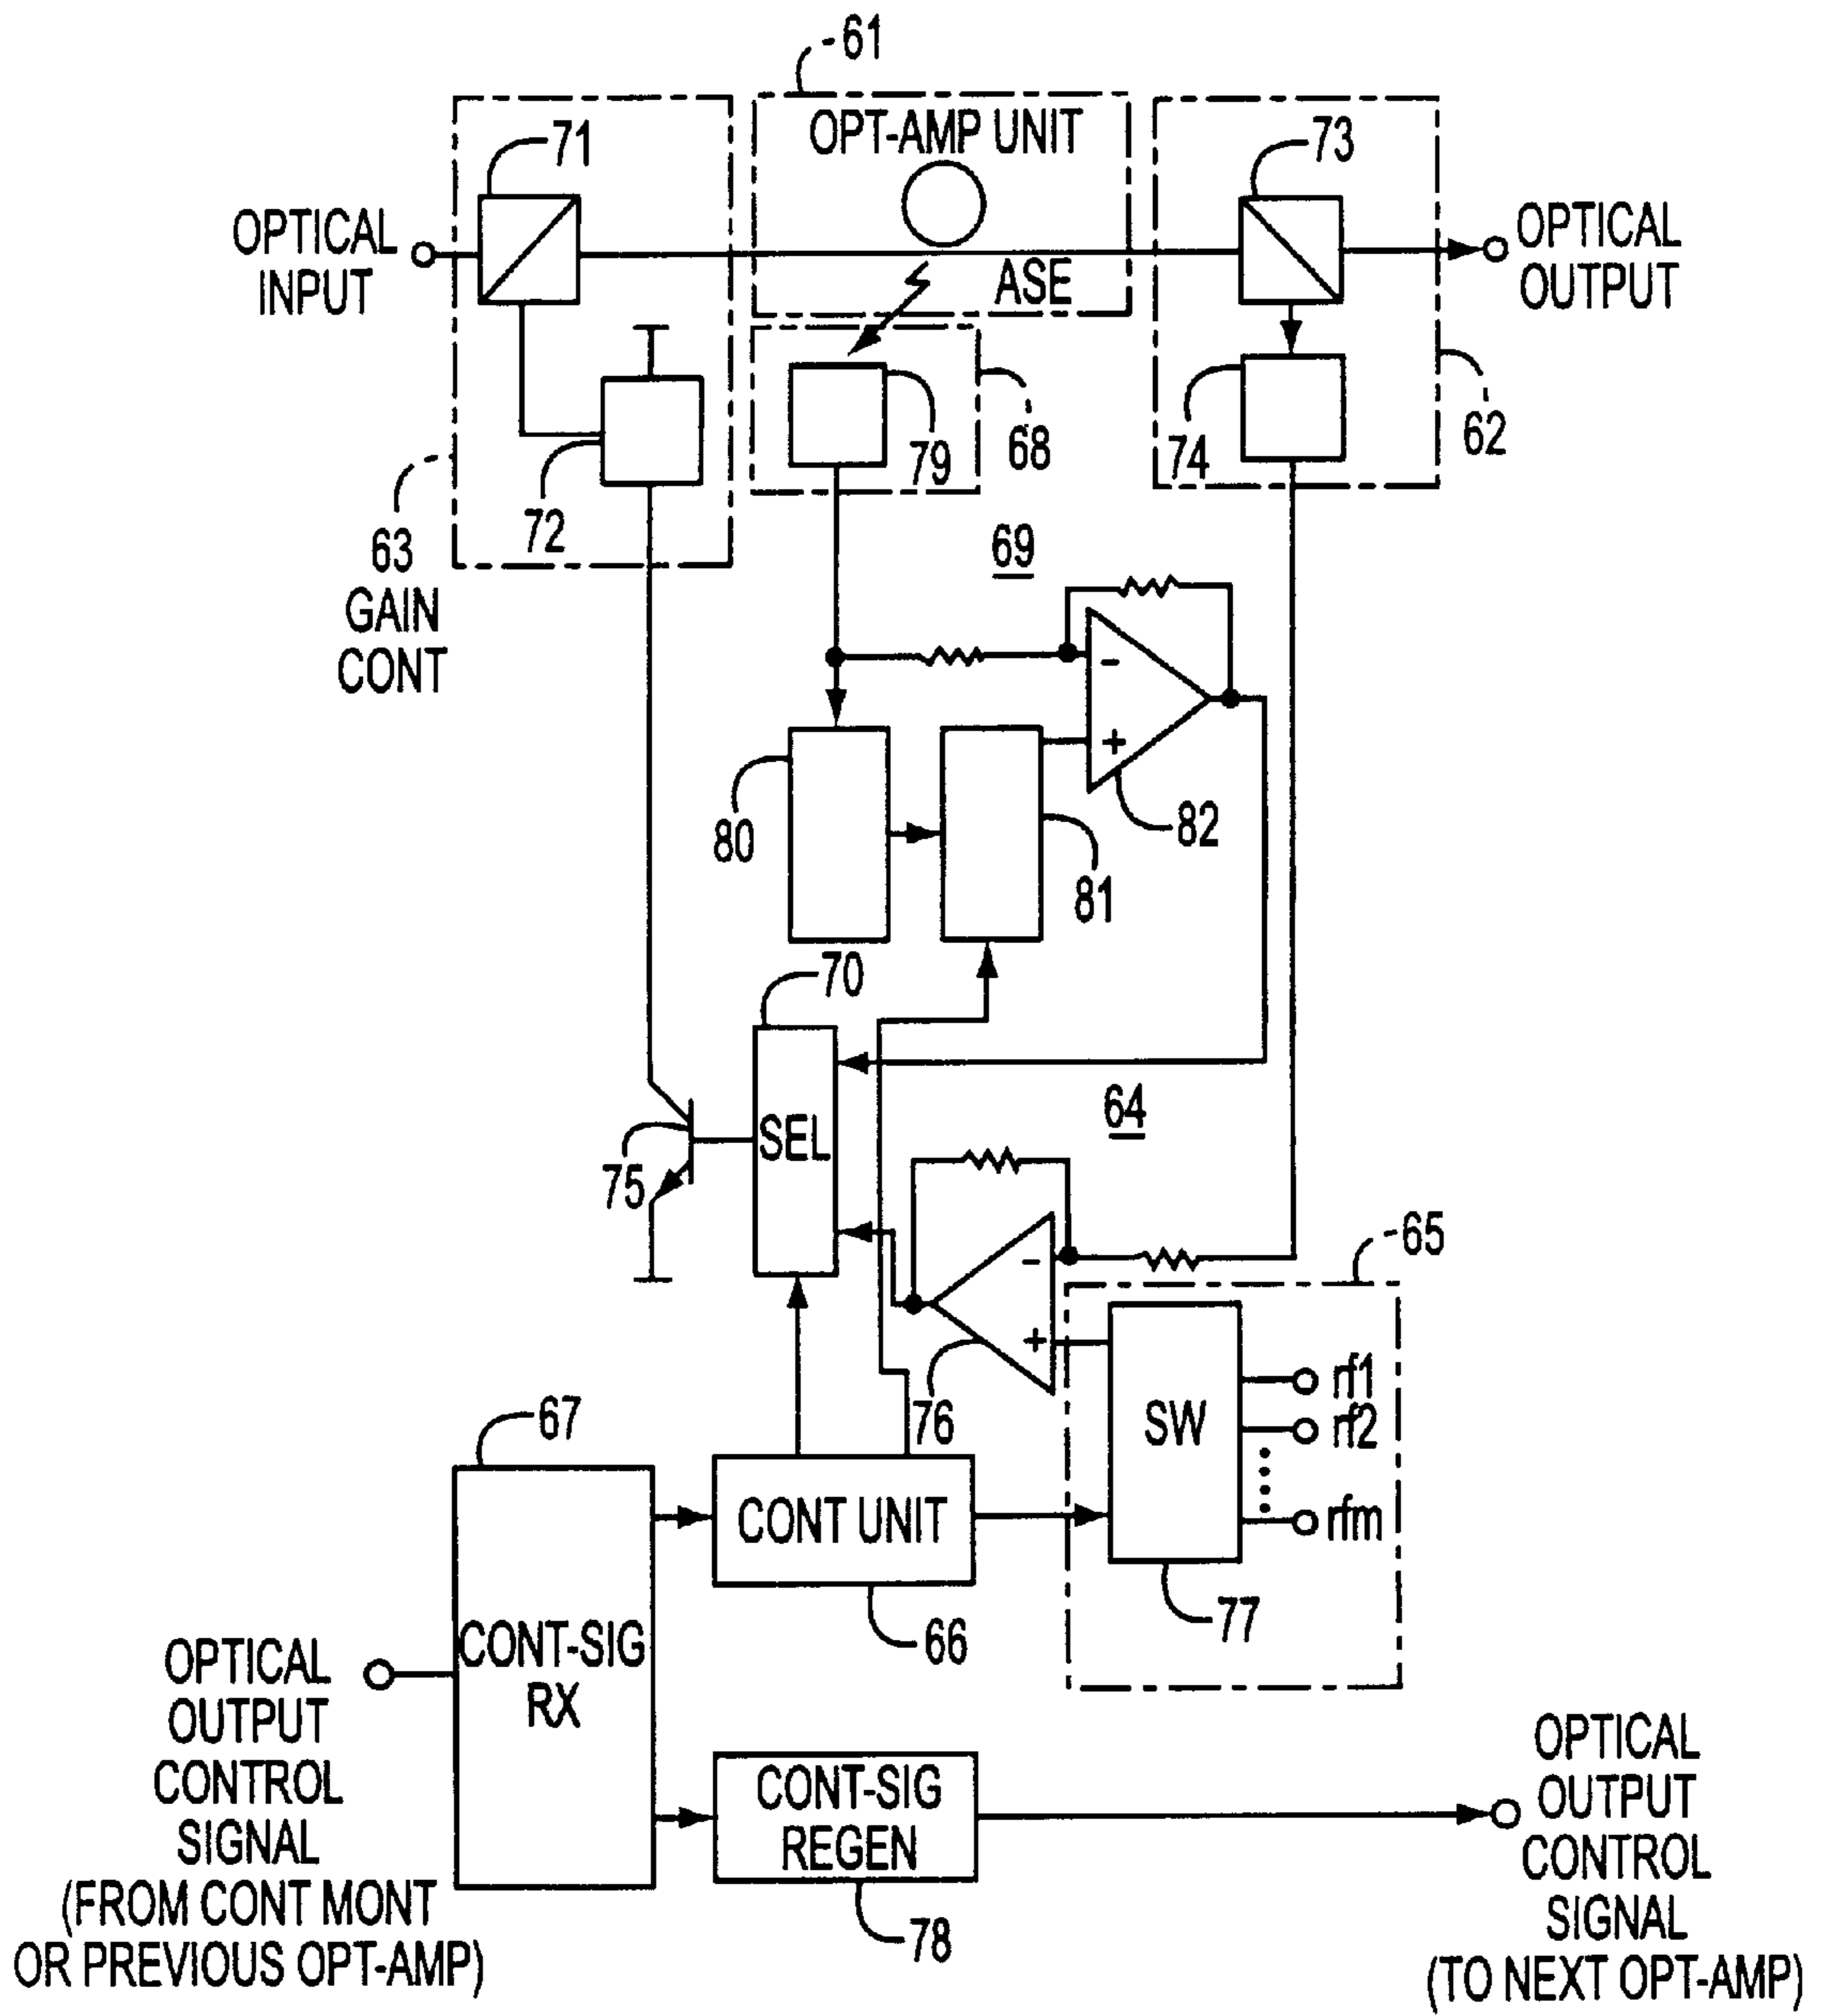 61
OPT-AMP UNIT
71
73
OPTICAL
INPUT
OPTICAL
OUTPUT
ASE
79
68
74
62
72
63
GAIN
CONT
69
-
+
80
81
82
70
64
SEL
75
65
-
+
76
rf1
rf2
rfm
SW
67
CONT UNIT
77
66
CONT-SIG
RX
OPTICAL
OUTPUT
CONTROL
SIGNAL
(FROM CONT MONT
OR PREVIOUS OPT-AMP)
CONT-SIG
REGEN
78
OPTICAL
OUTPUT
CONTROL
SIGNAL
(TO NEXT OPT-AMP)